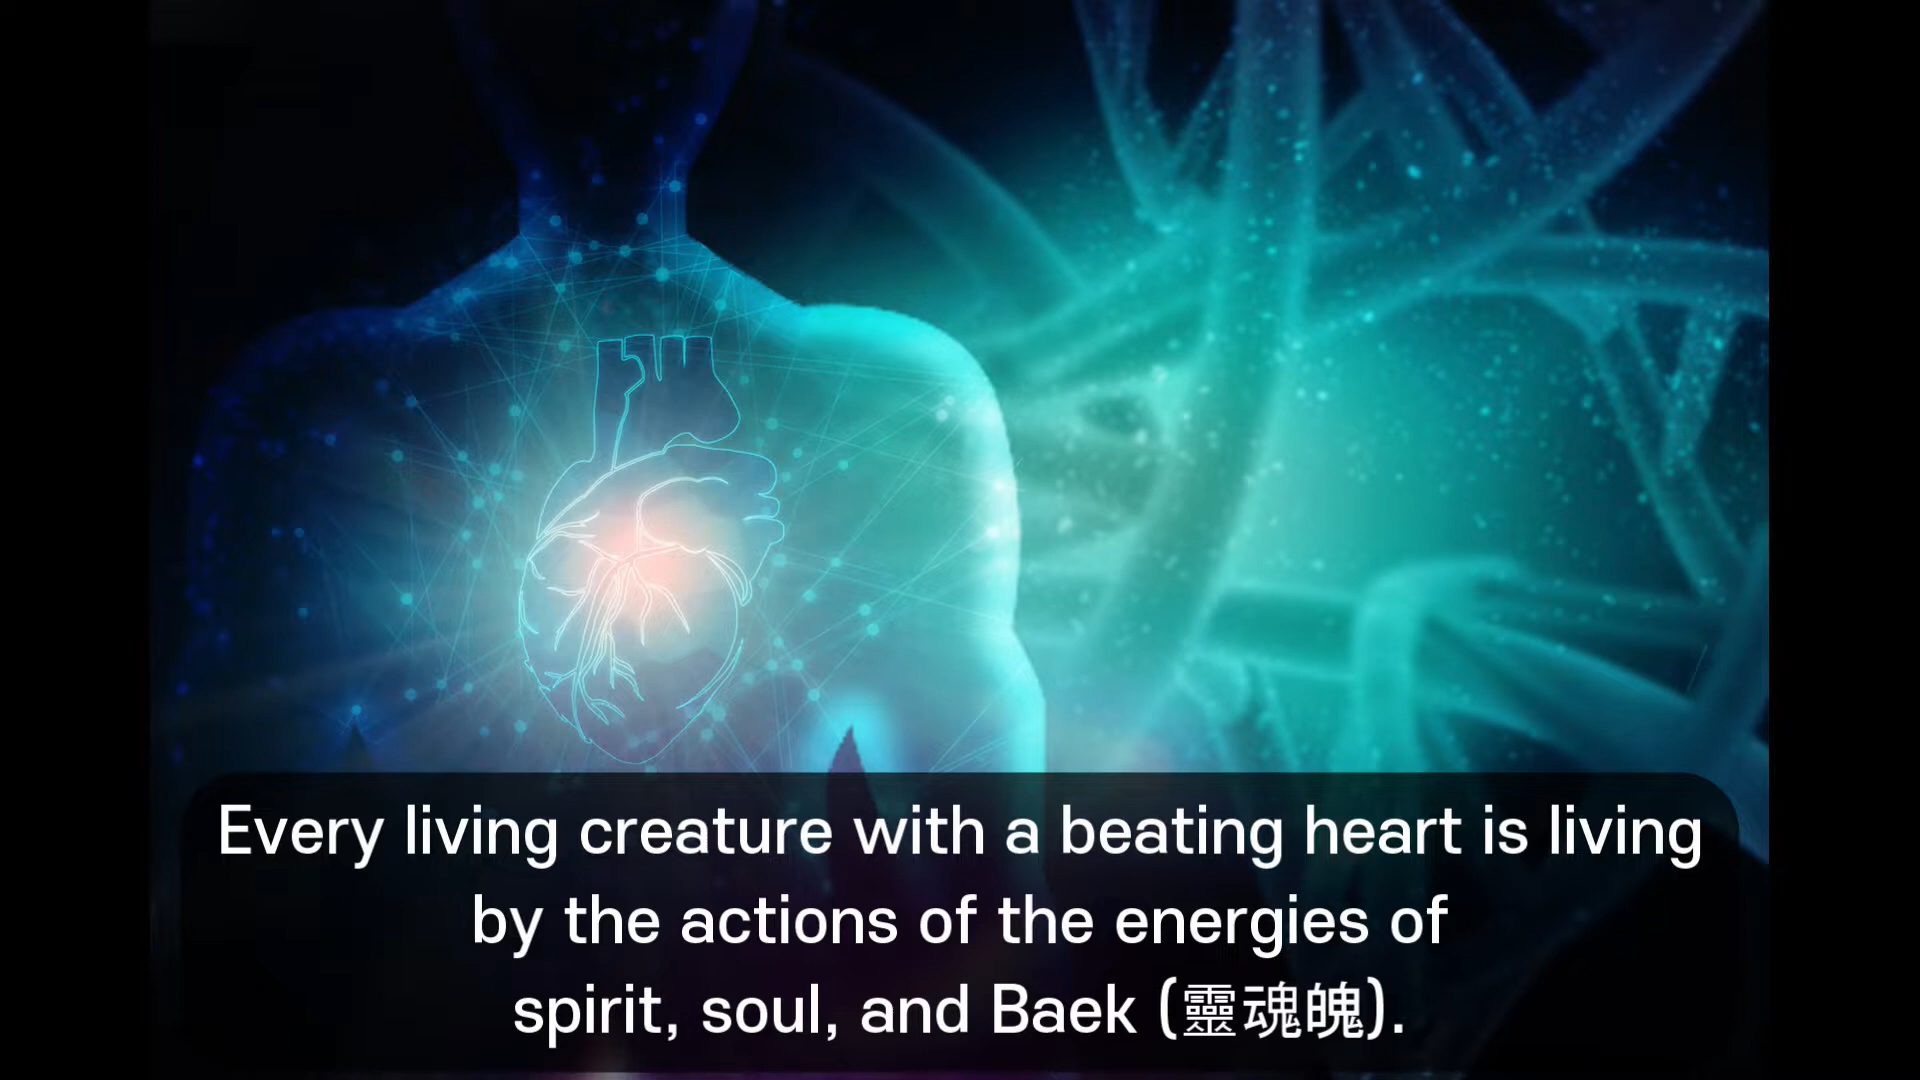 Every living creature with a beating heart is living
by the actions of the energies of
spirit, soul, and Baek (靈魂魄).